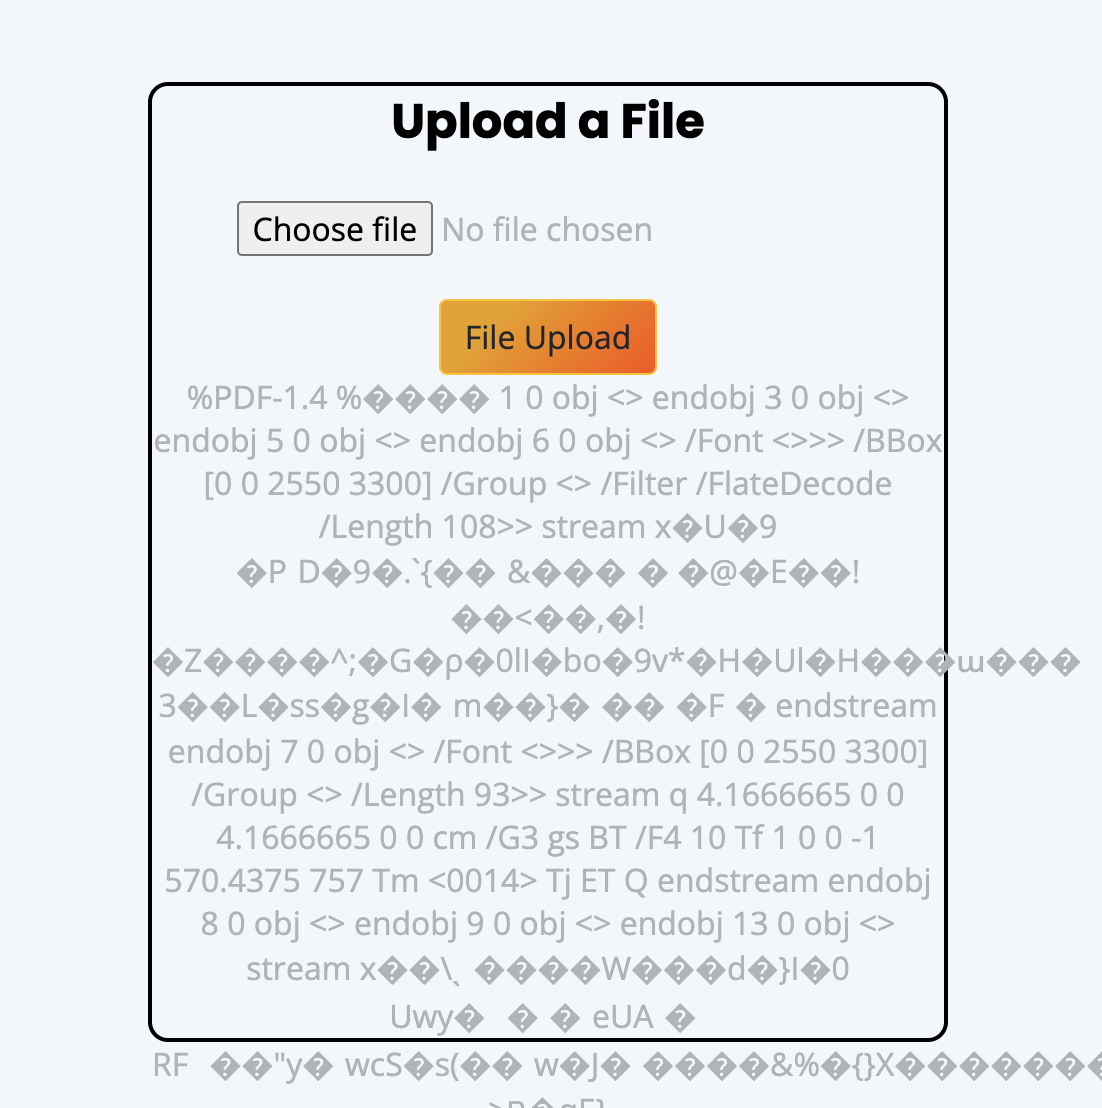 Upload a File
Choose file No file chosen
File Upload
%PDF-1.4 %���� 1 0 obj <> endobj 3 0 obj <>
endobj 5 0 obj <> endobj 6 0 obj <> /Font <>>> /BBox
[0 0 2550 3300] /Group <> /Filter /FlateDecode
/Length 108>> stream x�U�9
�P D�9�.`{�� &��� � �@�E��!
��<��,�!
�Z����^;�G�ρ�0lI�bo�9v*�H�Ul�H���ա���
3��L�ss�g�I� m��}� �� �F � endstream
endobj 7 0 obj <> /Font <>>> /BBox [0 0 2550 3300]
/Group <> /Length 93>> stream q 4.1666665 0 0
4.1666665 0 0 cm /G3 gs BT /F4 10 Tf 1 0 0 -1
570.4375 757 Tm <0014> Tj ET Q endstream endobj
8 0 obj <> endobj 9 0 obj <> endobj 13 0 obj <>
stream x��\ˎ ����W���d�}I�0
Uwy� � � eUA �
RF ��"y� wcS�s(�� w�J� ����&%�{}X�������